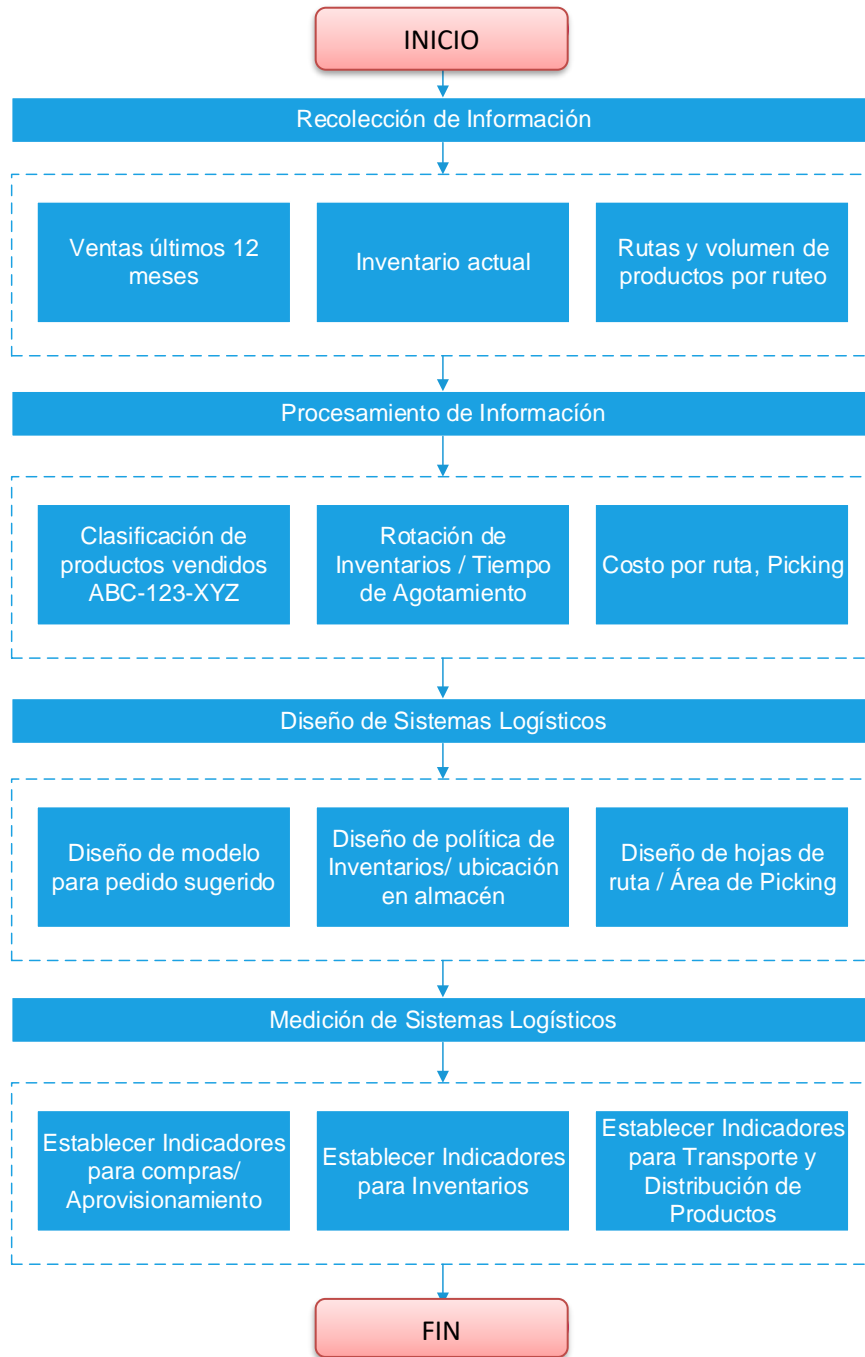 INICIO
Recolección de Información
Ventas últimos 12
meses
Inventario actual
Rutas y volumen de
productos por ruteo
Procesamiento de Informacíón
Clasificación de
productos vendidos
ABC-123-XYZ
Rotación de
Inventarios / Tiempo
de Agotamiento
Costo por ruta, Picking
Diseño de Sistemas Logísticos
Diseño de modelo
para pedido sugerido
Diseño de política de
Inventarios/ ubicación
en almacén
Diseño de hojas de
ruta / Área de Picking
Medición de Sistemas Logísticos
Establecer Indicadores
para compras/
Aprovisionamiento
Establecer Indicadores
para Inventarios
Establecer Indicadores
para Transporte y
Distribución de
Productos
FIN